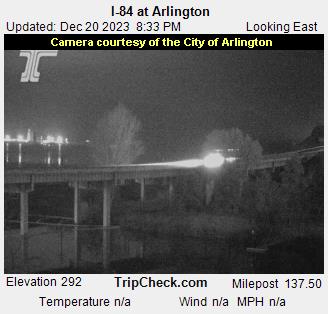 I-84 at Arlington
Updated: Dec 20 2023 8:33 PM Looking East
Camera courtesy of the City of Arlington
Elevation 292 TripCheck.com Milepost 137.50
Temperature n/a Wind n/a MPH n/a